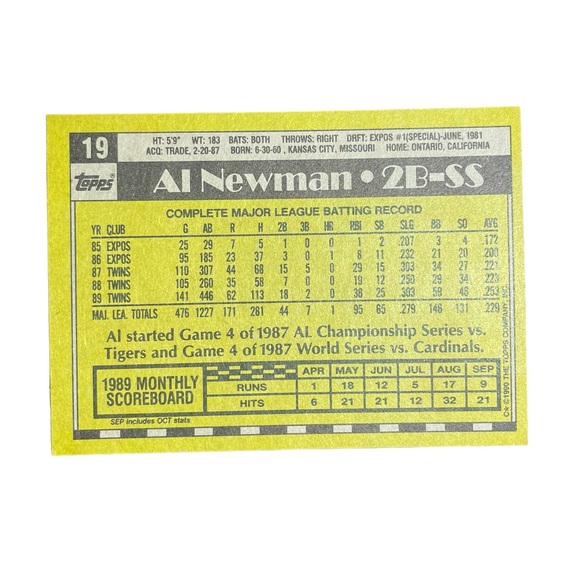 19
HT: 5'9" WT: 183 BATS: BOTH THROWS: RIGHT DRFT: EXPOS #1(SPECIAL)-JUNE, 1981
ACQ: TRADE, 2-20-87 BORN: 6-30-60, KANSAS CITY, MISSOURI HOME: ONTARIO, CALIFORNIA
TOPPS®
Al Newman • 2B-SS
COMPLETE MAJOR LEAGUE BATTING RECORD
YR CLUB G AB R H 2B 3B HR RBI SB SLG BB SO AVG
85 EXPOS 25 29 7 5 1 0 0 1 2 .207 3 4 .172
86 EXPOS 95 185 23 37 3 0 1 8 11 .232 21 20 .200
87 TWINS 110 307 44 68 15 5 0 29 15 .303 34 27 .221
88 TWINS 105 260 35 58 7 0 0 19 12 .250 29 34 .223
89 TWINS 141 446 62 113 18 2 0 38 25 .303 59 46 .253
MAJ. LEA. TOTALS 476 1227 171 281 44 7 1 95 65 .279 146 131 .229
Al started Game 4 of 1987 A.L. Championship Series vs.
Tigers and Game 4 of 1987 World Series vs. Cardinals.
1989 MONTHLY SCOREBOARD
APR MAY JUN JUL AUG SEP
RUNS 1 18 12 5 17 9
HITS 6 21 21 12 32 21
SEP includes OCT stats
C* ©1990 THE TOPPS COMPANY, INC.